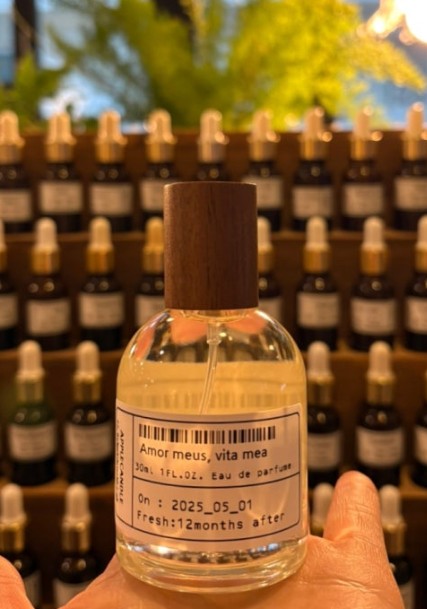 Amor meus, vita mea
30mL 1FL.OZ. Eau de parfume
On : 2025_05_01
Fresh:12months after
APPLECANDLE